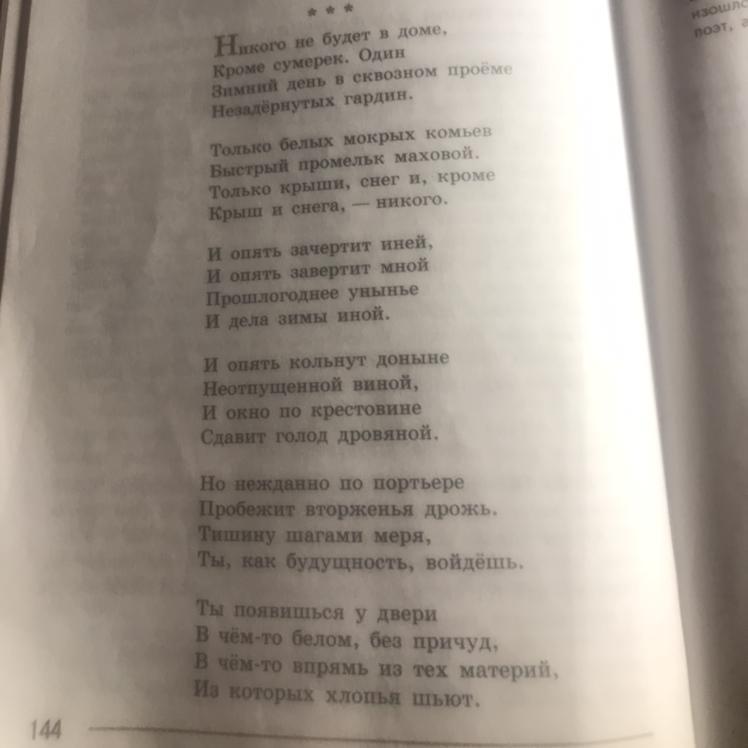 * * *
Никого не будет в доме,
Кроме сумерек. Один
Зимний день в сквозном проёме
Незадёрнутых гардин.
Только белых мокрых комьев
Быстрый промельк маховой.
Только крыши, снег и, кроме
Крыш и снега, — никого.
И опять зачертит иней,
И опять завертит мной
Прошлогоднее унынье
И дела зимы иной.
И опять кольнут доныне
Неотпущенной виной,
И окно по крестовине
Сдавит голод дровяной.
Но нежданно по портьере
Пробежит вторженья дрожь.
Тишину шагами меря,
Ты, как будущность, войдёшь.
Ты появишься у двери
В чём-то белом, без причуд,
В чём-то впрямь из тех материй,
Из которых хлопья шьют.
144
изошло
поэт,